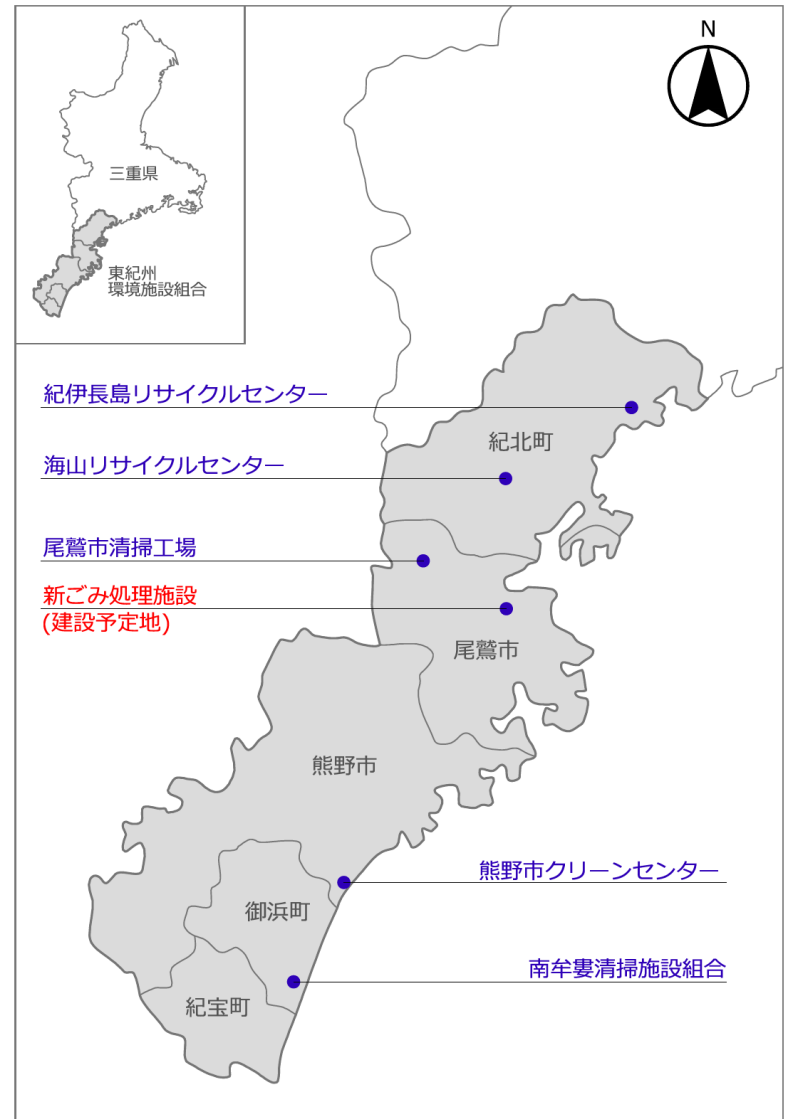 N
三重県
東紀州
環境施設組合
紀伊長島リサイクルセンター
紀北町
海山リサイクルセンター
尾鷲市清掃工場
新ごみ処理施設
(建設予定地)
尾鷲市
熊野市
熊野市クリーンセンター
御浜町
南牟婁清掃施設組合
紀宝町